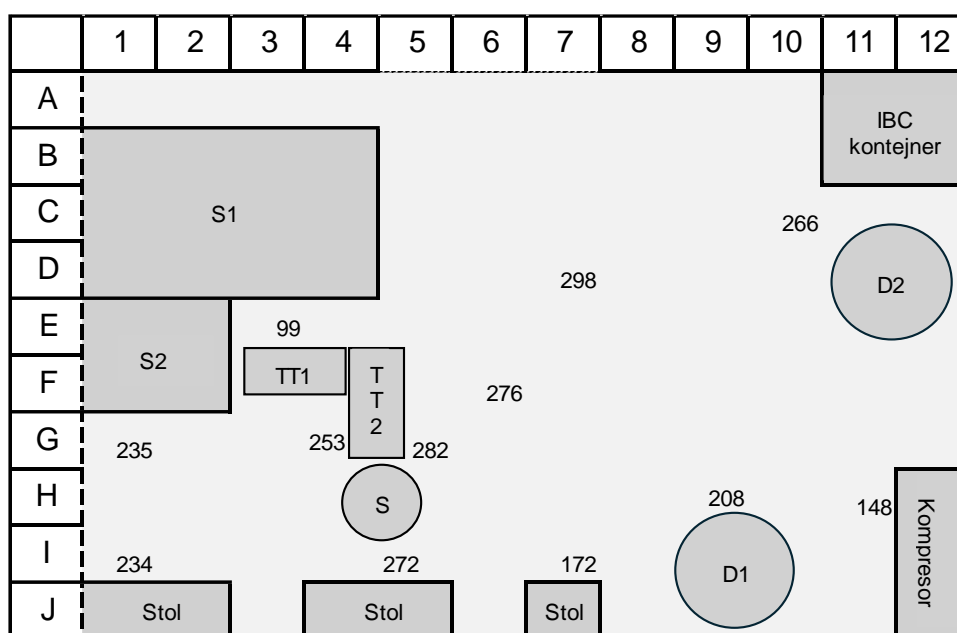 1 2 3 4 5 6 7 8 9 10 11 12
A
IBC
kontejner
B
C
S1
266
D
298
D2
E
99
S2
TT1
T
T
2
F
276
G
235
253
282
H
S
208
148
Kompresor
I
234
272
172
D1
J
Stol
Stol
Stol